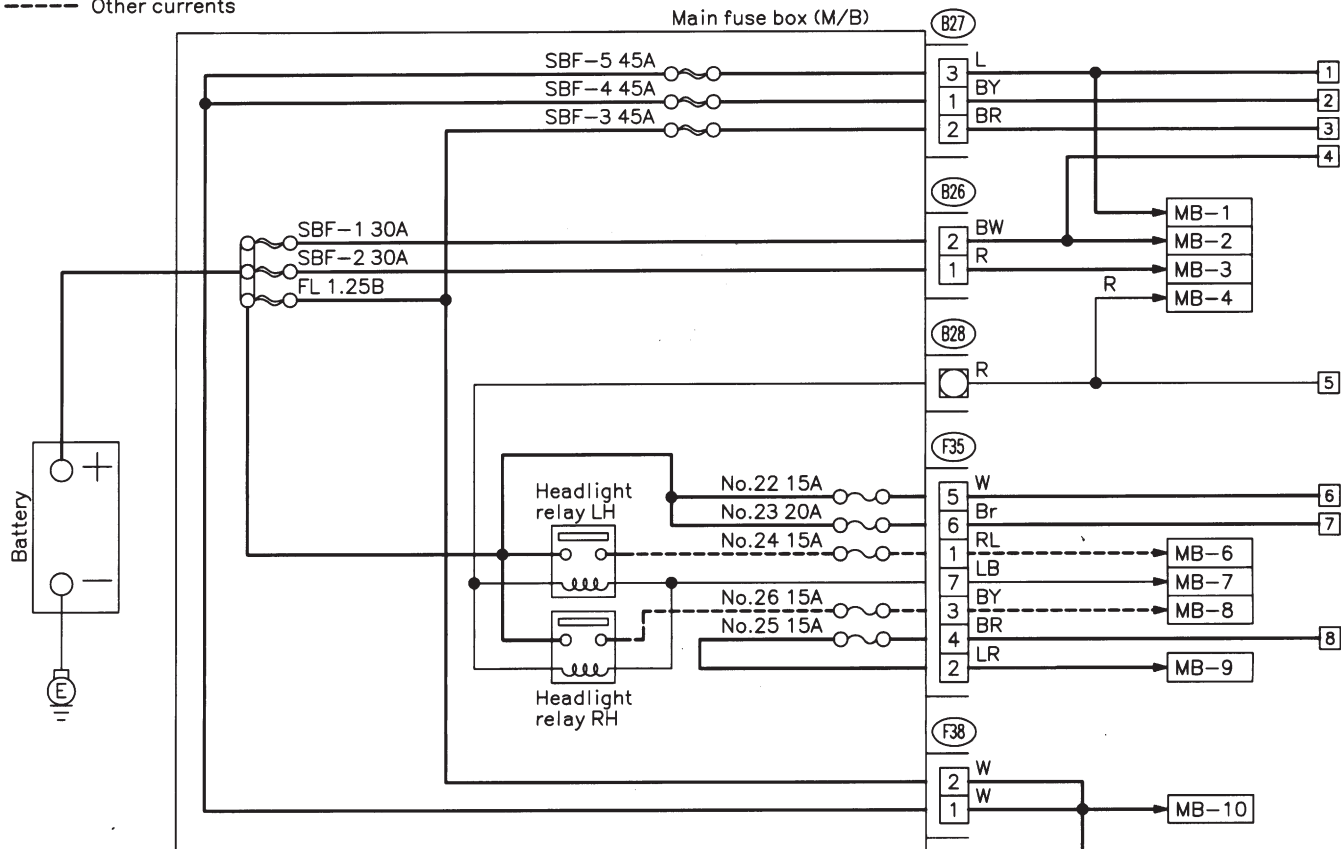 Other currents
Main fuse box (M/B)
B27
SBF-5 45A
3
L
1
SBF-4 45A
1
BY
2
SBF-3 45A
2
BR
3
4
B26
MB-1
SBF-1 30A
2
BW
MB-2
SBF-2 30A
1
R
MB-3
FL 1.25B
R
MB-4
B28
R
5
F35
Battery
+
−
E
Headlight
relay LH
No.22 15A
5
W
6
No.23 20A
6
Br
7
No.24 15A
1
RL
MB-6
7
LB
MB-7
No.26 15A
3
BY
MB-8
No.25 15A
4
BR
8
2
LR
MB-9
Headlight
relay RH
F38
2
W
1
W
MB-10